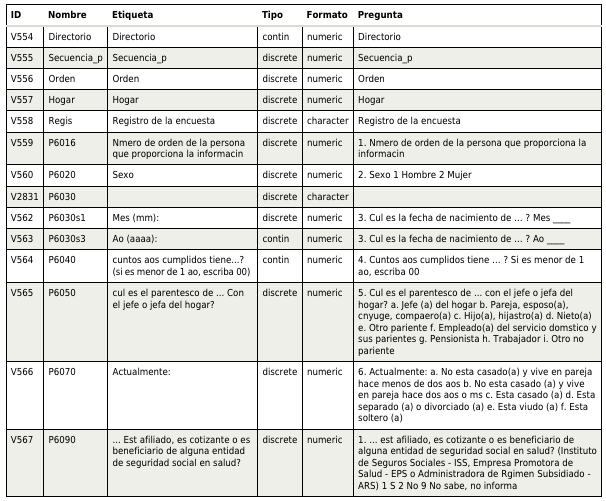 ID Nombre Etiqueta Tipo Formato Pregunta
V554 Directorio Directorio contin numeric Directorio
V555 Secuencia_p Secuencia_p discrete numeric Secuencia_p
V556 Orden Orden discrete numeric Orden
V557 Hogar Hogar discrete numeric Hogar
V558 Regis Registro de la encuesta discrete character Registro de la encuesta
V559 P6016 Nmero de orden de la persona discrete numeric 1. Nmero de orden de la persona que proporciona la
que proporciona la informacin informacin
V560 P6020 Sexo discrete numeric 2. Sexo 1 Hombre 2 Mujer
V2831 P6030 discrete character
V562 P6030s1 Mes (mm): discrete numeric 3. Cul es la fecha de nacimiento de ... ? Mes ____
V563 P6030s3 Ao (aaaa): contin numeric 3. Cul es la fecha de nacimiento de ... ? Ao ____
V564 P6040 cuntos aos cumplidos tiene...? contin numeric 4. Cuntos aos cumplidos tiene ... ? Si es menor de 1
(si es menor de 1 ao, escriba 00) ao, escriba 00
V565 P6050 cul es el parentesco de ... Con discrete numeric 5. Cul es el parentesco de ... con el jefe o jefa del
el jefe o jefa del hogar? hogar? a. Jefe (a) del hogar b. Pareja, esposo(a),
cnyuge, compaero(a) c. Hijo(a), hijastro(a) d. Nieto(a)
e. Otro pariente f. Empleado(a) del servicio domstico y
sus parientes g. Pensionista h. Trabajador i. Otro no
pariente
V566 P6070 Actualmente: discrete numeric 6. Actualmente: a. No esta casado(a) y vive en pareja
hace menos de dos aos b. No esta casado (a) y vive
en pareja hace dos aos o ms c. Esta casado (a) d. Esta
separado (a) o divorciado (a) e. Esta viudo (a) f. Esta
soltero (a)
V567 P6090 ... Est afiliado, es cotizante o es discrete numeric 1. ... est afiliado, es cotizante o es beneficiario de
beneficiario de alguna entidad alguna entidad de seguridad social en salud? (Instituto
de seguridad social en salud? de Seguros Sociales - ISS, Empresa Promotora de
Salud - EPS o Administradora de Rgimen Subsidiado -
ARS) 1 S 2 No 9 No sabe, no informa